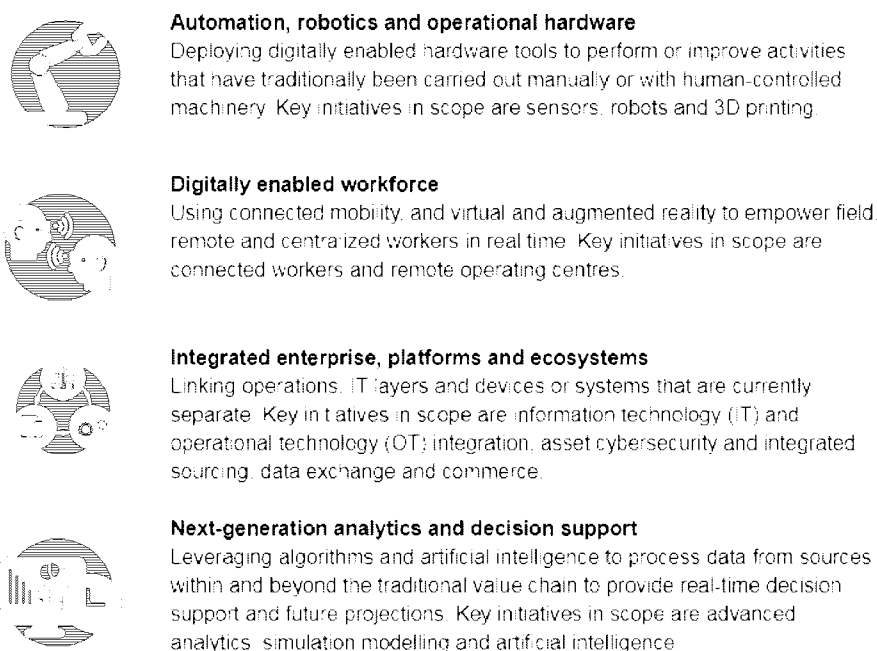 Automation, robotics and operational hardware
Deploying digitally enabled hardware tools to perform or improve activities
that have traditionally been carried out manually or with human-controlled
machinery. Key initiatives in scope are sensors, robots and 3D printing.
Digitally enabled workforce
Using connected mobility, and virtual and augmented reality to empower field,
remote and centralized workers in real time. Key initiatives in scope are
connected workers and remote operating centres.
Integrated enterprise, platforms and ecosystems
Linking operations, IT layers and devices or systems that are currently
separate. Key initiatives in scope are information technology (IT) and
operational technology (OT) integration, asset cybersecurity and integrated
sourcing, data exchange and commerce.
Next-generation analytics and decision support
Leveraging algorithms and artificial intelligence to process data from sources
within and beyond the traditional value chain to provide real-time decision
support and future projections. Key initiatives in scope are advanced
analytics, simulation modelling and artificial intelligence